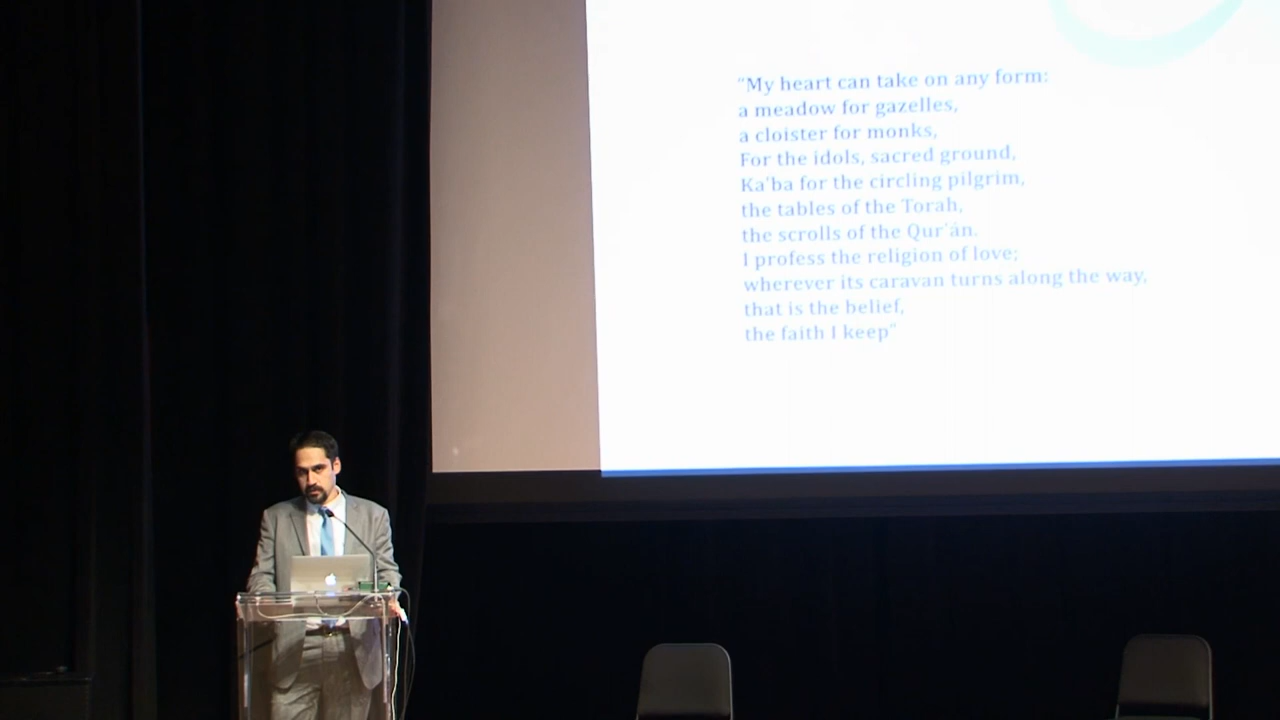 “My heart can take on any form:
a meadow for gazelles,
a cloister for monks,
For the idols, sacred ground,
Ka'ba for the circling pilgrim,
the tables of the Torah,
the scrolls of the Qur'ân.
I profess the religion of love;
wherever its caravan turns along the way,
that is the belief,
the faith I keep”